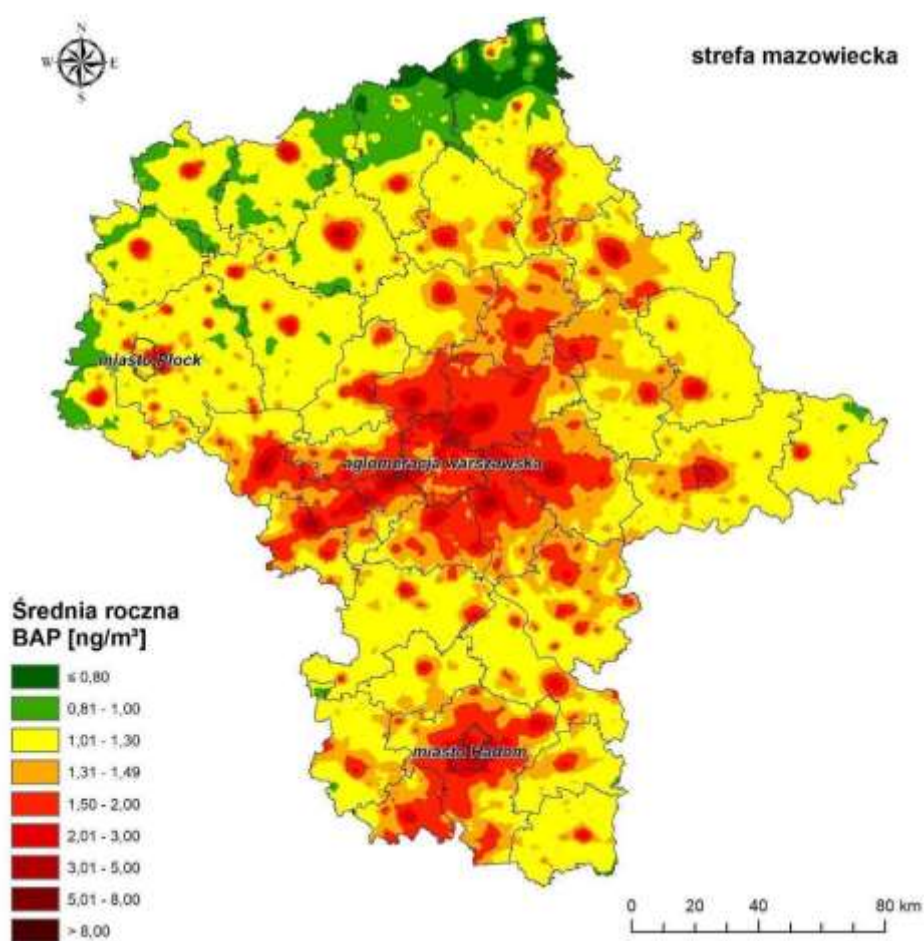 N
W E
S
strefa mazowiecka
miasto Płock
aglomeracja warszawska
miasto Radom
Średnia roczna
BAP [ng/m³]
≤ 0,80
0,81 - 1,00
1,01 - 1,30
1,31 - 1,49
1,50 - 2,00
2,01 - 3,00
3,01 - 5,00
5,01 - 8,00
> 8,00
0 20 40 80 km